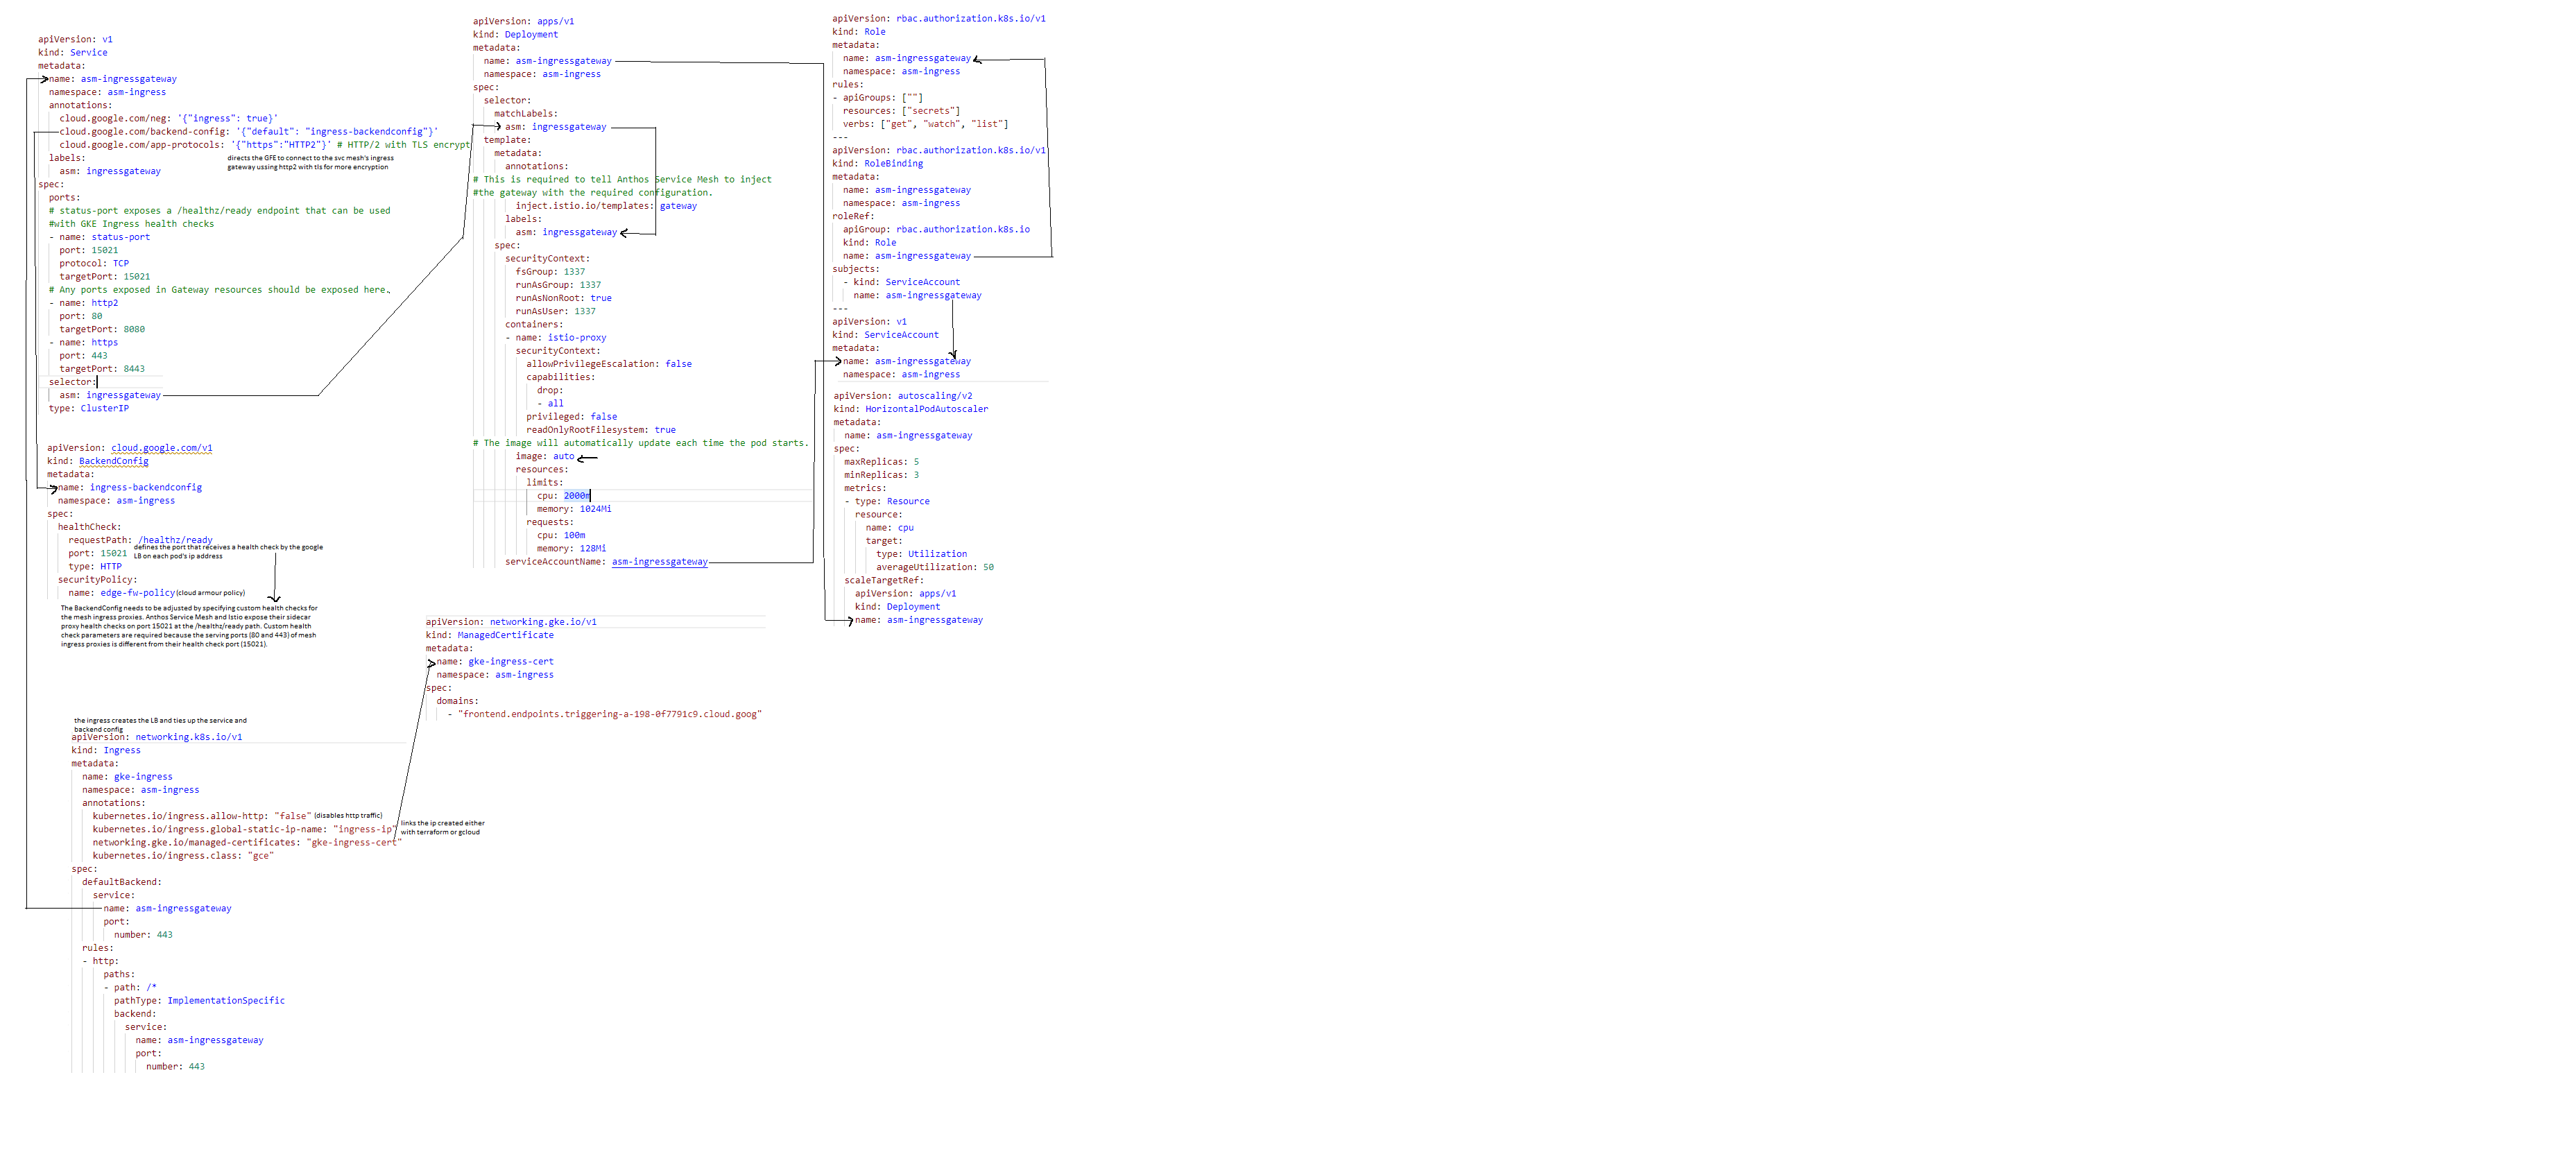 apiVersion: v1
kind: Service
metadata:
name: asm-ingressgateway
namespace: asm-ingress
annotations:
cloud.google.com/neg: '{"ingress": true}'
cloud.google.com/backend-config: '{"default": "ingress-backendconfig"}'
cloud.google.com/app-protocols: '{"https":"HTTP2"}' # HTTP/2 with TLS encrypt
labels:
directs the GFE to connect to the svc mesh's ingress
gateway ussing http2 with tls for more encryption
asm: ingressgateway
spec:
ports:
# status-port exposes a /healthz/ready endpoint that can be used
#with GKE Ingress health checks
- name: status-port
port: 15021
protocol: TCP
targetPort: 15021
# Any ports exposed in Gateway resources should be exposed here.
- name: http2
port: 80
targetPort: 8080
- name: https
port: 443
targetPort: 8443
selector:
asm: ingressgateway
type: ClusterIP
apiVersion: cloud.google.com/v1
kind: BackendConfig
metadata:
name: ingress-backendconfig
namespace: asm-ingress
spec:
healthCheck:
requestPath: /healthz/ready
port: 15021
defines the port that receives a health check by the google
LB on each pod's ip address
type: HTTP
securityPolicy:
name: edge-fw-policy (cloud armour policy)
The BackendConfig needs to be adjusted by specifying custom health checks for
the mesh ingress proxies. Anthos Service Mesh and Istio expose their sidecar
proxy health checks on port 15021 at the /healthz/ready path. Custom health
check parameters are required because the serving ports (80 and 443) of mesh
ingress proxies is different from their health check port (15021).
the ingress creates the LB and ties up the service and
backend config
apiVersion: networking.k8s.io/v1
kind: Ingress
metadata:
name: gke-ingress
namespace: asm-ingress
annotations:
kubernetes.io/ingress.allow-http: "false" (disables http traffic)
kubernetes.io/ingress.global-static-ip-name: "ingress-ip"
links the ip created either
with terraform or gcloud
networking.gke.io/managed-certificates: "gke-ingress-cert"
kubernetes.io/ingress.class: "gce"
spec:
defaultBackend:
service:
name: asm-ingressgateway
port:
number: 443
rules:
- http:
paths:
- path: /*
pathType: ImplementationSpecific
backend:
service:
name: asm-ingressgateway
port:
number: 443
apiVersion: apps/v1
kind: Deployment
metadata:
name: asm-ingressgateway
namespace: asm-ingress
spec:
selector:
matchLabels:
asm: ingressgateway
template:
metadata:
annotations:
# This is required to tell Anthos Service Mesh to inject
#the gateway with the required configuration.
inject.istio.io/templates: gateway
labels:
asm: ingressgateway
spec:
securityContext:
fsGroup: 1337
runAsGroup: 1337
runAsNonRoot: true
runAsUser: 1337
containers:
- name: istio-proxy
securityContext:
allowPrivilegeEscalation: false
capabilities:
drop:
- all
privileged: false
readOnlyRootFilesystem: true
# The image will automatically update each time the pod starts.
image: auto
resources:
limits:
cpu: 2000m
memory: 1024Mi
requests:
cpu: 100m
memory: 128Mi
serviceAccountName: asm-ingressgateway
apiVersion: networking.gke.io/v1
kind: ManagedCertificate
metadata:
name: gke-ingress-cert
namespace: asm-ingress
spec:
domains:
- "frontend.endpoints.triggering-a-198-0f7791c9.cloud.goog"
apiVersion: rbac.authorization.k8s.io/v1
kind: Role
metadata:
name: asm-ingressgateway
namespace: asm-ingress
rules:
- apiGroups: [""]
resources: ["secrets"]
verbs: ["get", "watch", "list"]
---
apiVersion: rbac.authorization.k8s.io/v1
kind: RoleBinding
metadata:
name: asm-ingressgateway
namespace: asm-ingress
roleRef:
apiGroup: rbac.authorization.k8s.io
kind: Role
name: asm-ingressgateway
subjects:
- kind: ServiceAccount
name: asm-ingressgateway
---
apiVersion: v1
kind: ServiceAccount
metadata:
name: asm-ingressgateway
namespace: asm-ingress
apiVersion: autoscaling/v2
kind: HorizontalPodAutoscaler
metadata:
name: asm-ingressgateway
spec:
maxReplicas: 5
minReplicas: 3
metrics:
- type: Resource
resource:
name: cpu
target:
type: Utilization
averageUtilization: 50
scaleTargetRef:
apiVersion: apps/v1
kind: Deployment
name: asm-ingressgateway